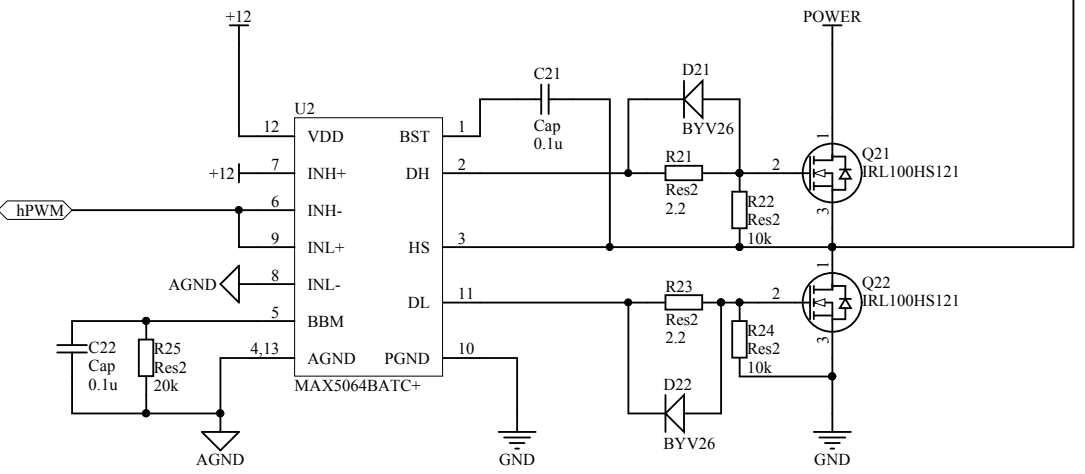 +12
POWER
C21
Cap
0.1u
D21
BYV26
U2
12
VDD
BST
1
+12
7
INH+
DH
2
R21
Res2
2.2
2
1
Q21
IRL100HS121
3
hPWM
6
INH-
R22
Res2
10k
9
INL+
HS
3
AGND
8
INL-
DL
11
R23
Res2
2.2
2
1
Q22
IRL100HS121
3
5
BBM
R24
Res2
10k
C22
Cap
0.1u
R25
Res2
20k
4,13
AGND
PGND
10
MAX5064BATC+
D22
BYV26
AGND
GND
GND